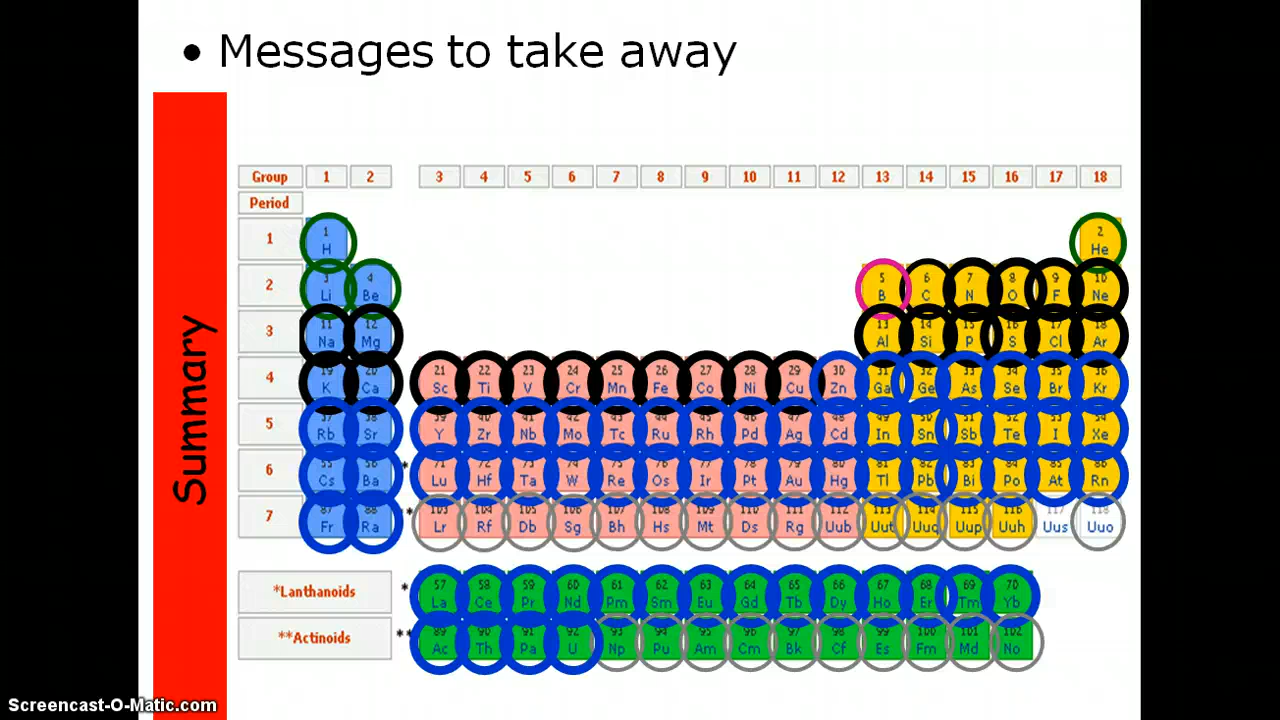 • Messages to take away
Summary
Group 1 2 3 4 5 6 7 8 9 10 11 12 13 14 15 16 17 18
Period
1 2
1 H He
3 4 5 6 7 8 9 10
2 Li Be B C N O F Ne
11 12 13 14 15 16 17 18
3 Na Mg Al Si P S Cl Ar
19 20 21 22 23 24 25 26 27 28 29 30 31 32 33 34 35 36
4 K Ca Sc Ti V Cr Mn Fe Co Ni Cu Zn Ga Ge As Se Br Kr
37 38 39 40 41 42 43 44 45 46 47 48 49 50 51 52 53 54
5 Rb Sr Y Zr Nb Mo Tc Ru Rh Pd Ag Cd In Sn Sb Te I Xe
55 56 * 71 72 73 74 75 76 77 78 79 80 81 82 83 84 85 86
6 Cs Ba Lu Hf Ta W Re Os Ir Pt Au Hg Tl Pb Bi Po At Rn
87 88 ** 103 104 105 106 107 108 109 110 111 112 113 114 115 116 117 118
7 Fr Ra Lr Rf Db Sg Bh Hs Mt Ds Rg Uub Uut Uuq Uup Uuh Uus Uuo
* 57 58 59 60 61 62 63 64 65 66 67 68 69 70
*Lanthanoids La Ce Pr Nd Pm Sm Eu Gd Tb Dy Ho Er Tm Yb
** 89 90 91 92 93 94 95 96 97 98 99 100 101 102
**Actinoids Ac Th Pa U Np Pu Am Cm Bk Cf Es Fm Md No
Screencast-O-Matic.com